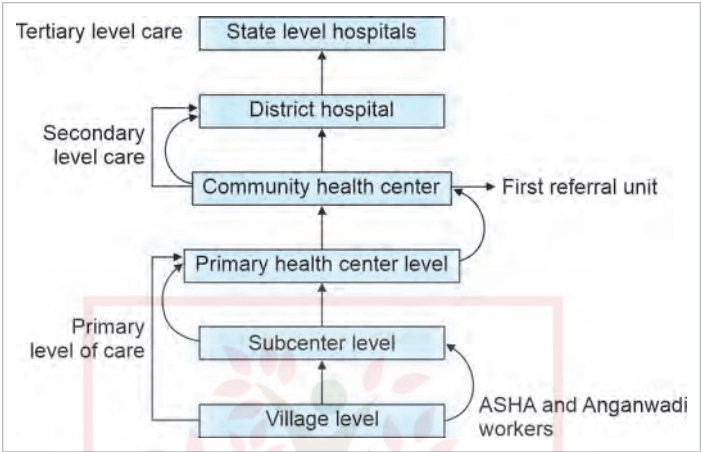 Tertiary level care
State level hospitals
District hospital
Secondary
level care
Community health center
First referral unit
Primary health center level
Primary
level of care
Subcenter level
Village level
ASHA and Anganwadi
workers